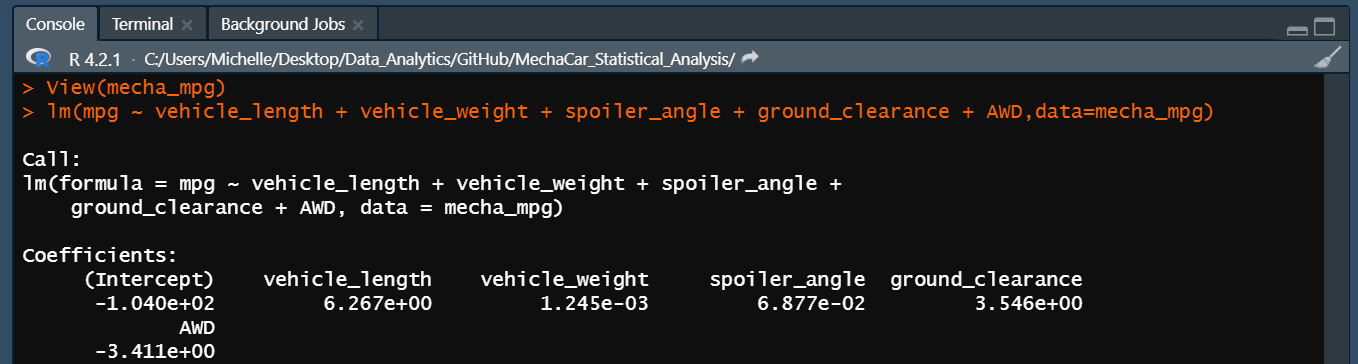 Console Terminal Background Jobs
R 4.2.1 · C:/Users/Michelle/Desktop/Data_Analytics/GitHub/MechaCar_Statistical_Analysis/
> View(mecha_mpg)
> lm(mpg ~ vehicle_length + vehicle_weight + spoiler_angle + ground_clearance + AWD,data=mecha_mpg)
Call:
lm(formula = mpg ~ vehicle_length + vehicle_weight + spoiler_angle +
    ground_clearance + AWD, data = mecha_mpg)
Coefficients:
     (Intercept)    vehicle_length    vehicle_weight     spoiler_angle  ground_clearance
      -1.040e+02         6.267e+00         1.245e-03         6.877e-02         3.546e+00
             AWD
      -3.411e+00